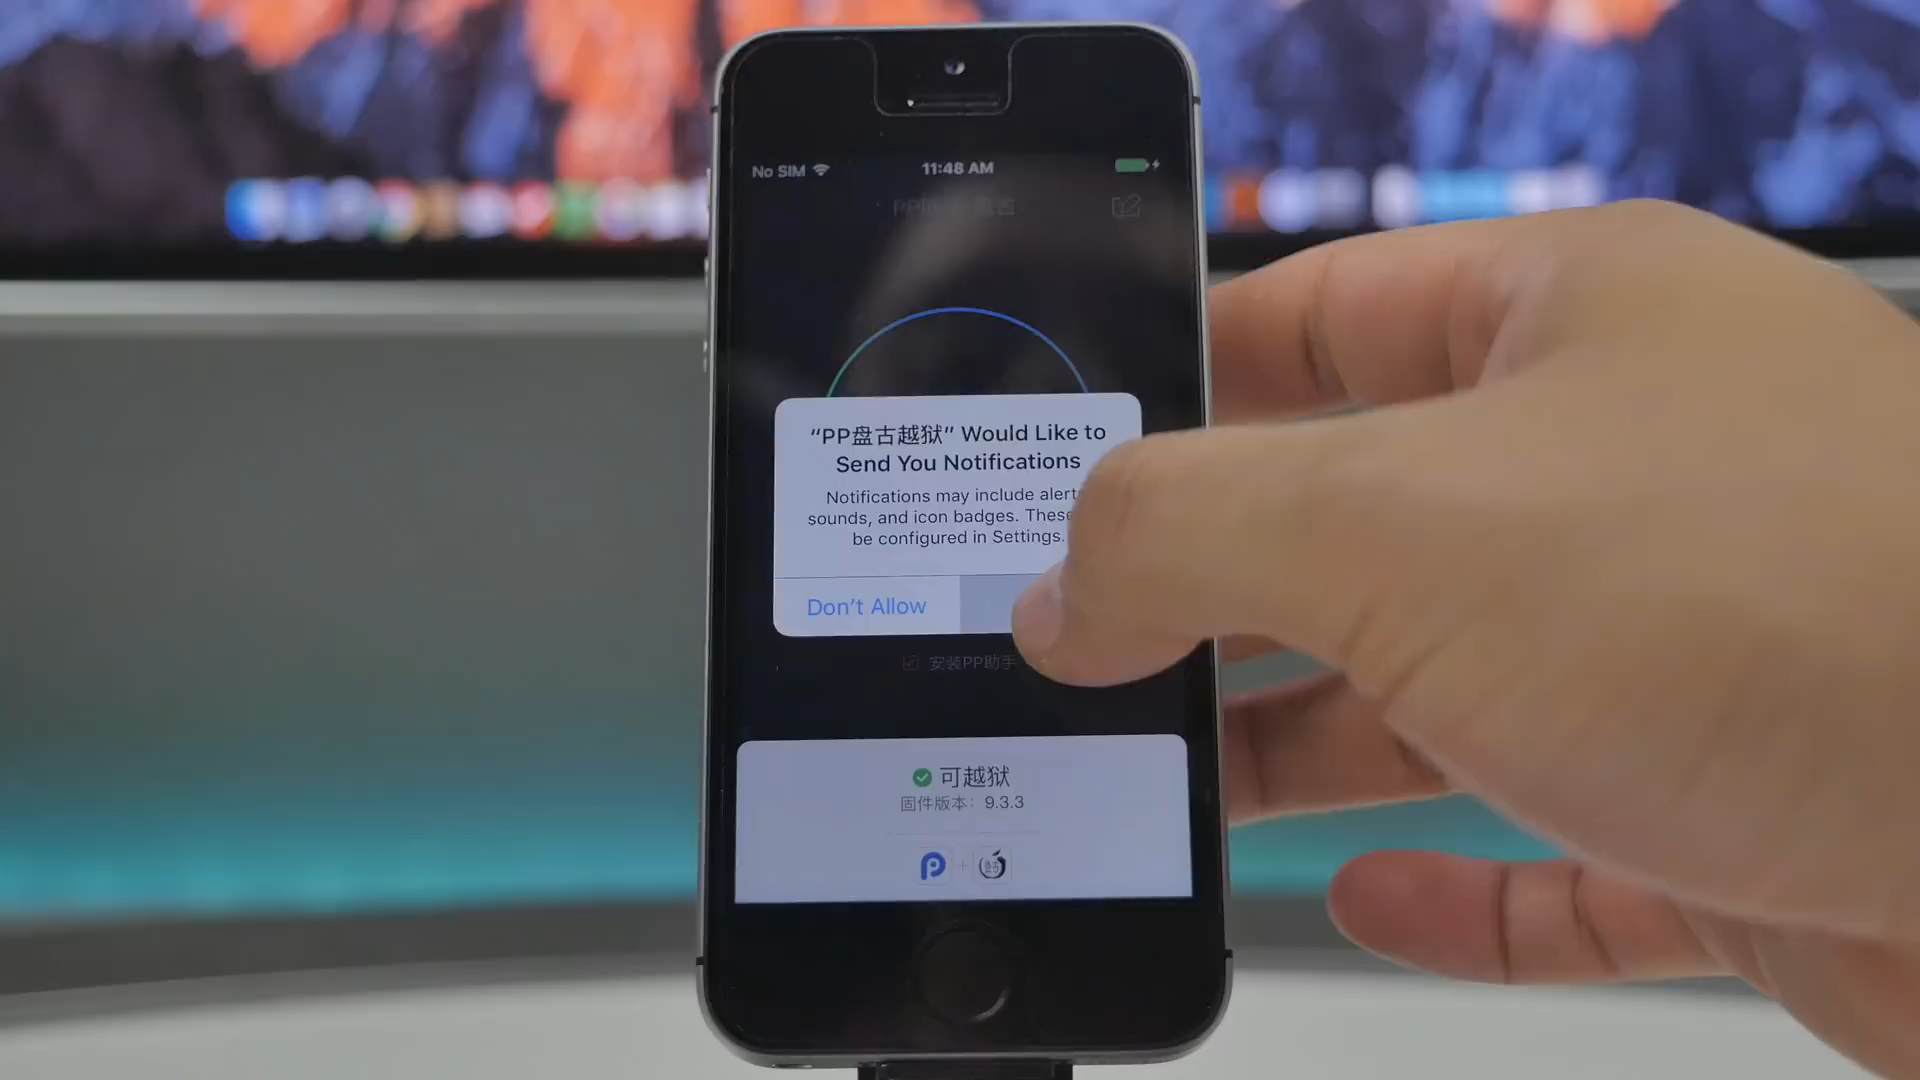 No SIM
11:48 AM
“PP盘古越狱” Would Like to
Send You Notifications
Notifications may include
sounds, and icon badges. These
be configured in Settings.
Don’t Allow
安装PP助手
可越狱
固件版本：9.3.3